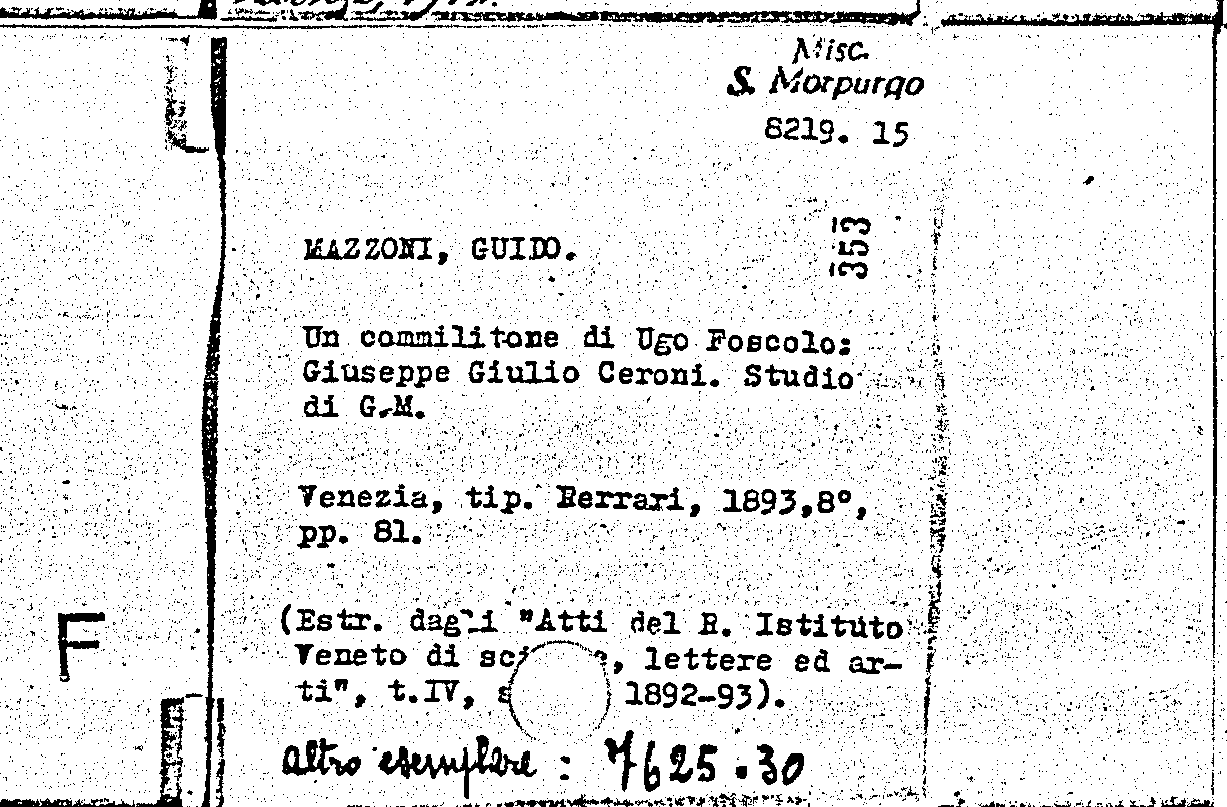 Misc.
S. Morpurgo
8219. 15
353
MAZZONI, GUIDO.
Un commilitone di Ugo Foscolo:
Giuseppe Giulio Ceroni. Studio
di G.M.
Venezia, tip. Ferrari, 1893,8°,
pp. 81.
(Estr. dagli "Atti del R. Istituto
Veneto di , lettere ed ar-
ti", t.IV, 1892-93).
altro esemplare : 7625.30
F